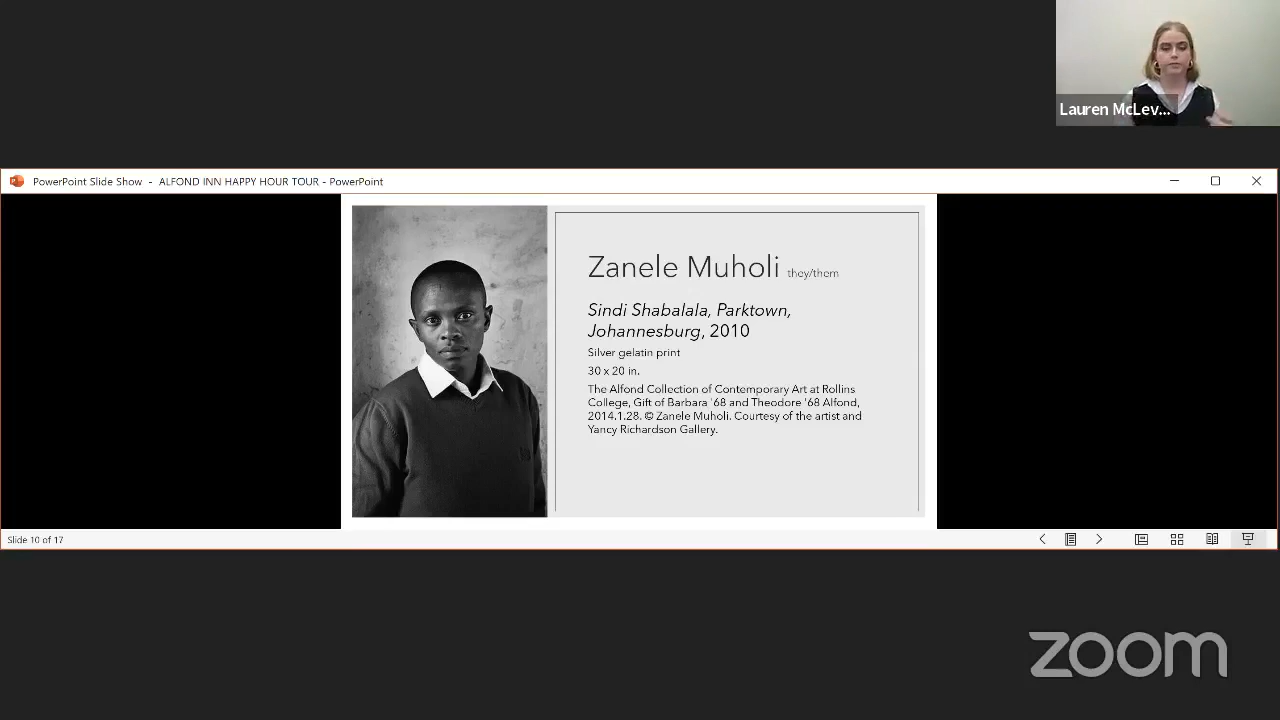 Lauren McLev...
PowerPoint Slide Show - ALFOND INN HAPPY HOUR TOUR - PowerPoint
Zanele Muholi they/them
Sindi Shabalala, Parktown,
Johannesburg, 2010
Silver gelatin print
30 x 20 in.
The Alfond Collection of Contemporary Art at Rollins
College, Gift of Barbara '68 and Theodore '68 Alfond,
2014.1.28. © Zanele Muholi. Courtesy of the artist and
Yancy Richardson Gallery.
Slide 10 of 17
zoom